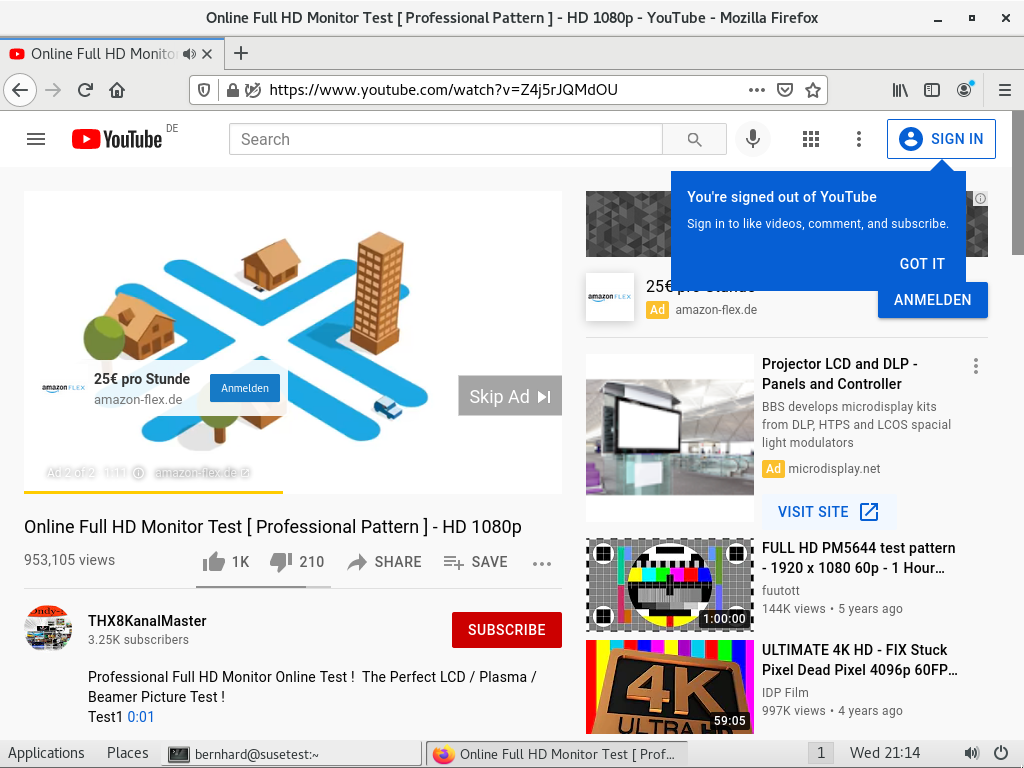 Online Full HD Monitor Test [ Professional Pattern ] - HD 1080p - YouTube - Mozilla Firefox
Online Full HD Monitor
https://www.youtube.com/watch?v=Z4j5rJQMdOU
YouTube DE
Search
SIGN IN
You're signed out of YouTube
Sign in to like videos, comment, and subscribe.
GOT IT
amazon FLEX
25€ pro Stunde
Ad amazon-flex.de
ANMELDEN
amazon FLEX
25€ pro Stunde
amazon-flex.de
Anmelden
Skip Ad
Ad 2 of 2 · 1:11
amazon-flex.de
Online Full HD Monitor Test [ Professional Pattern ] - HD 1080p
953,105 views
1K
210
SHARE
SAVE
THX8KanalMaster
3.25K subscribers
SUBSCRIBE
Professional Full HD Monitor Online Test ! The Perfect LCD / Plasma /
Beamer Picture Test !
Test1 0:01
Projector LCD and DLP -
Panels and Controller
BBS develops microdisplay kits
from DLP, HTPS and LCOS spacial
light modulators
Ad microdisplay.net
VISIT SITE
1:00:00
FULL HD PM5644 test pattern
- 1920 x 1080 60p - 1 Hour…
fuutott
144K views • 5 years ago
4K
ULTRA HD
59:05
ULTIMATE 4K HD - FIX Stuck
Pixel Dead Pixel 4096p 60FP…
IDP Film
997K views • 4 years ago
Applications
Places
bernhard@susetest:~
Online Full HD Monitor Test [ Prof...
1
Wed 21:14